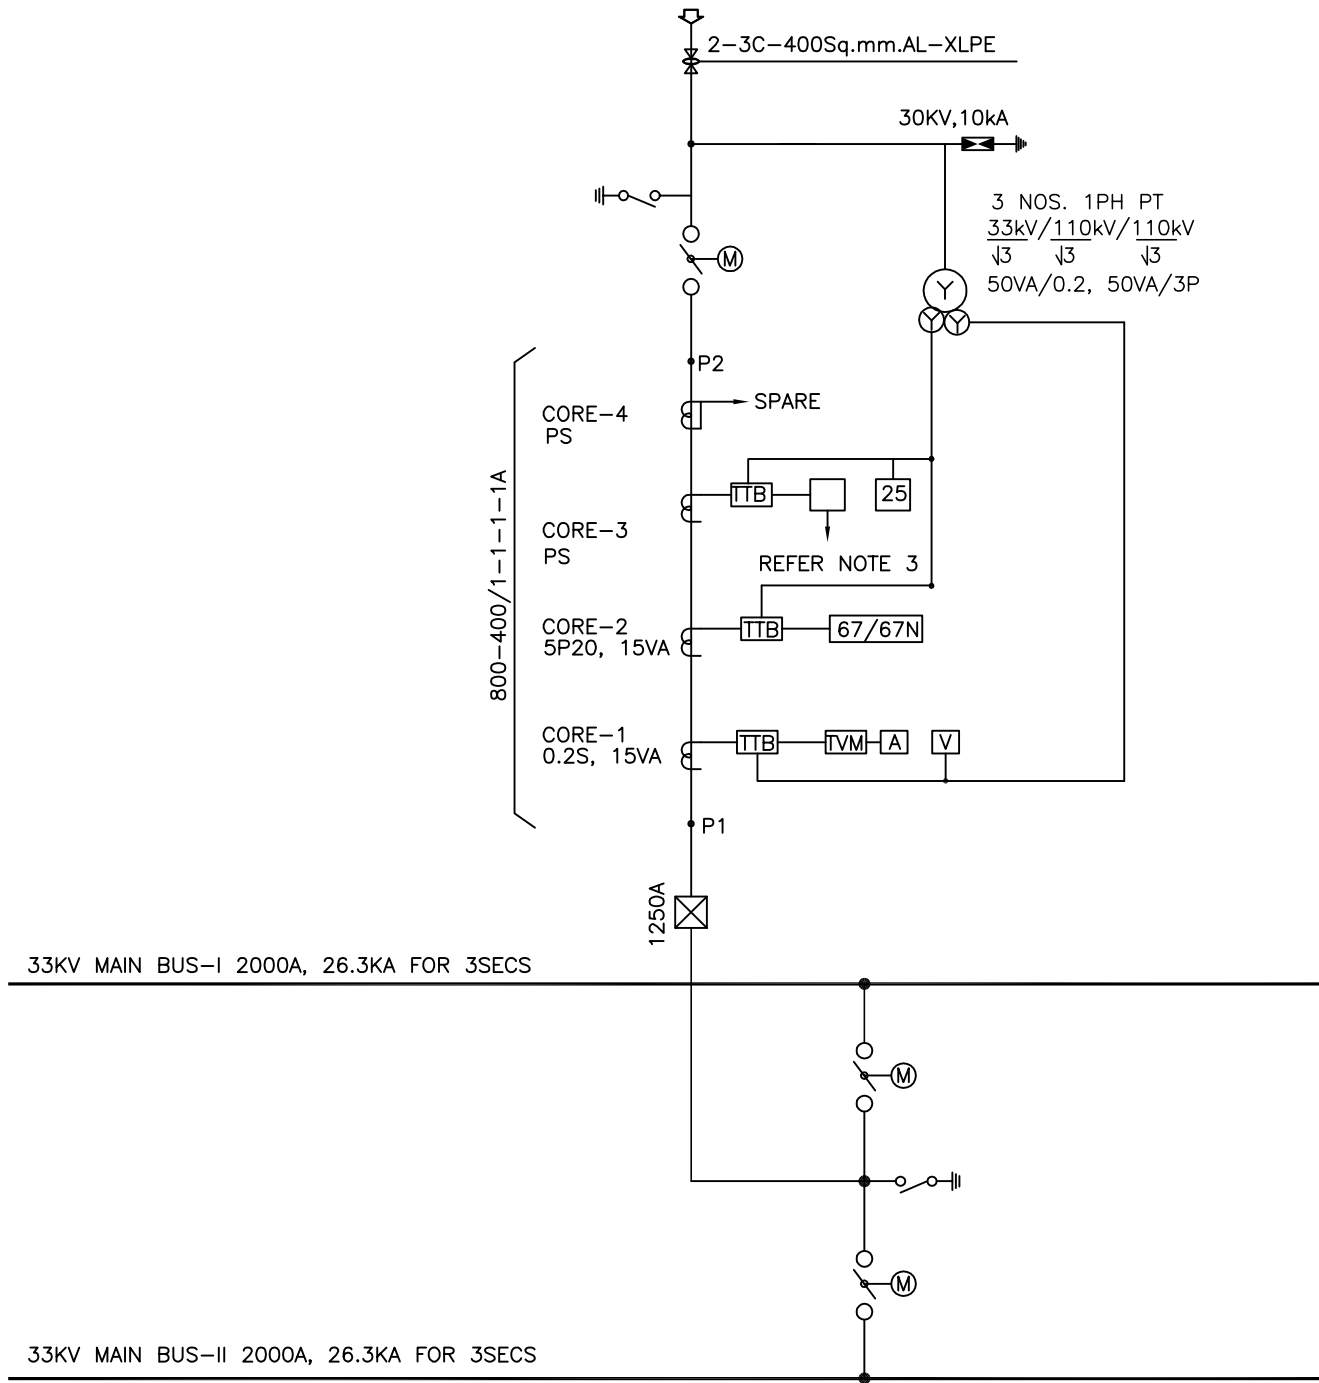 2-3C-400Sq.mm.AL-XLPE
30KV,10kA
3 NOS. 1PH PT
33kV/110kV/110kV
√3 √3 √3
50VA/0.2, 50VA/3P
M
Y
Y Y
P2
CORE-4
PS
SPARE
800-400/1-1-1-1A
TTB
25
CORE-3
PS
REFER NOTE 3
CORE-2
5P20, 15VA
TTB
67/67N
CORE-1
0.2S, 15VA
TTB
TVM
A
V
P1
1250A
33KV MAIN BUS-I 2000A, 26.3KA FOR 3SECS
M
M
33KV MAIN BUS-II 2000A, 26.3KA FOR 3SECS